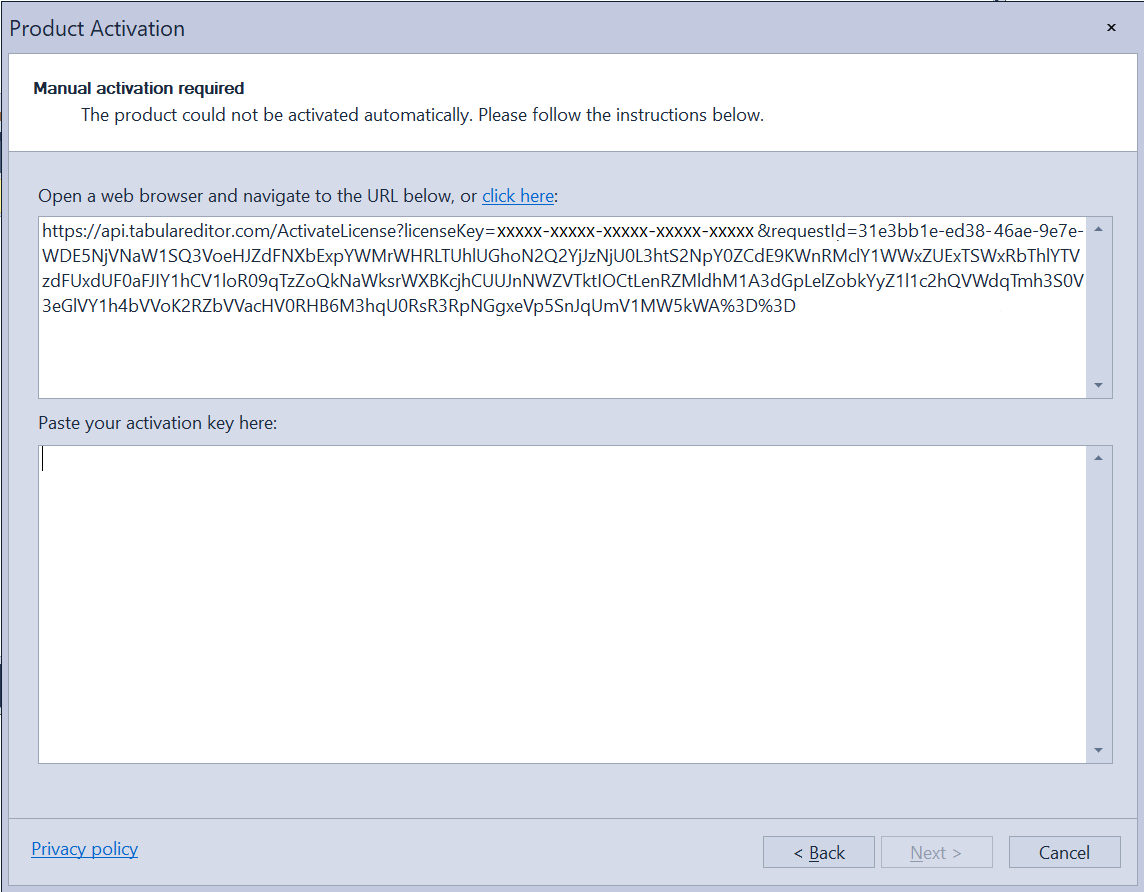 Product Activation
Manual activation required
The product could not be activated automatically. Please follow the instructions below.
Open a web browser and navigate to the URL below, or click here:
https://api.tabulareditor.com/ActivateLicense?licenseKey=xxxxx-xxxxx-xxxxx-xxxxx-xxxxx&requestId=31e3bb1e-ed38-46ae-9e7e-
WDE5NjVNaW1SQ3VoeHJZdFNXbExpYWMrWHRLTUhlUGhoN2Q2YjJzNjU0L3htS2NpY0ZCdE9KWnRMclY1WWxZUExTSWxRbThlYTV
zdFUxdUF0aFJIY1hCV1loR09qTzZoQkNaWksrWXBKcjhCUUJnNWZVTktIOCtLenRZMldhM1A3dGpLelZobkYyZ1l1c2hQVWdqTmh3S0V
3eGlVY1h4bVVoK2RZbVVacHV0RHB6M3hqU0RsR3RpNGgxeVp5SnJqUmV1MW5kWA%3D%3D
Paste your activation key here:
Privacy policy
< Back
Next >
Cancel